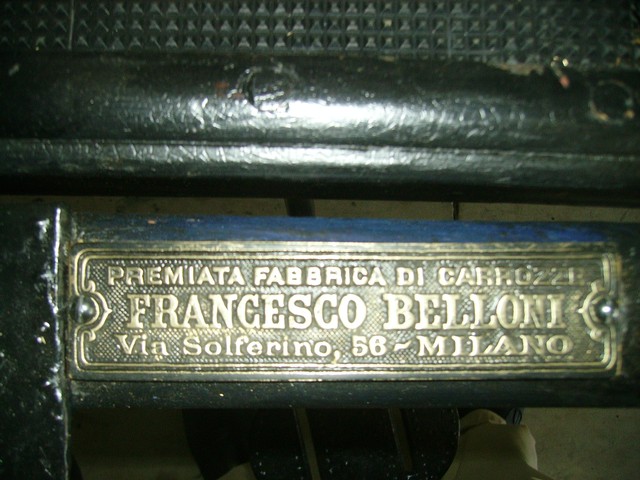 PREMIATA FABBRICA DI CARROZZE
FRANCESCO BELLONI
Via Solferino, 56 - MILANO